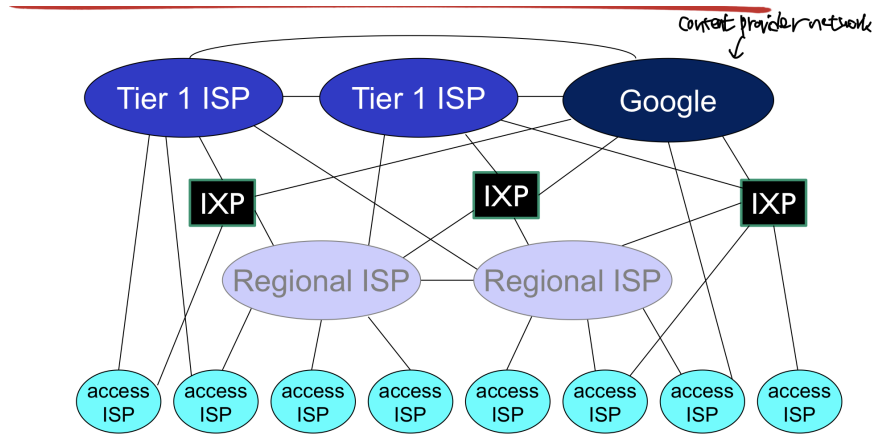 content provider network
Tier 1 ISP
Tier 1 ISP
Google
IXP
IXP
IXP
Regional ISP
Regional ISP
access
ISP
access
ISP
access
ISP
access
ISP
access
ISP
access
ISP
access
ISP
access
ISP